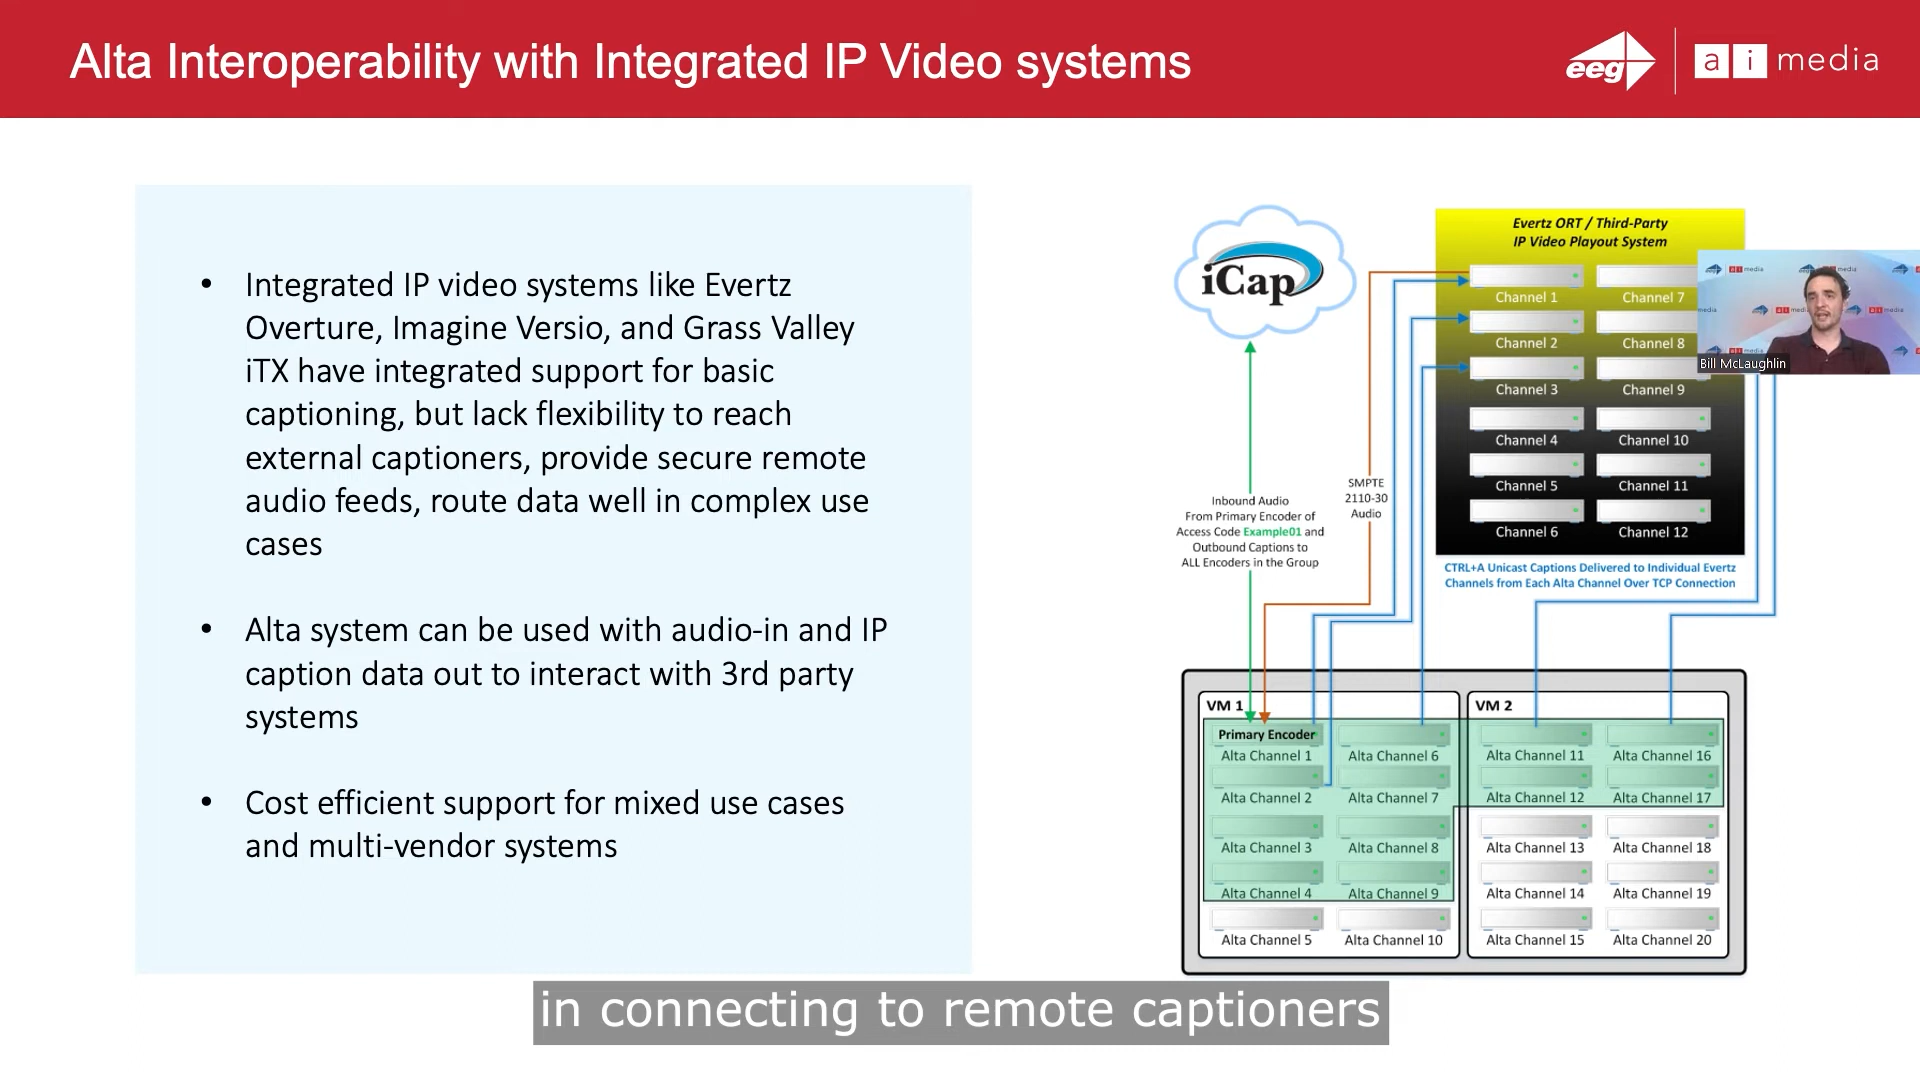 Alta Interoperability with Integrated IP Video systems
eeg
ai media
• Integrated IP video systems like Evertz
Overture, Imagine Versio, and Grass Valley
iTX have integrated support for basic
captioning, but lack flexibility to reach
external captioners, provide secure remote
audio feeds, route data well in complex use
cases
• Alta system can be used with audio-in and IP
caption data out to interact with 3rd party
systems
• Cost efficient support for mixed use cases
and multi-vendor systems
iCap
Inbound Audio
From Primary Encoder of
Access Code Example01 and
Outbound Captions to
ALL Encoders in the Group
SMPTE
2110-30
Audio
Evertz ORT / Third-Party
IP Video Playout System
Channel 1 Channel 7
Channel 2 Channel 8
Channel 3 Channel 9
Channel 4 Channel 10
Channel 5 Channel 11
Channel 6 Channel 12
Bill McLaughlin
CTRL+A Unicast Captions Delivered to Individual Evertz
Channels from Each Alta Channel Over TCP Connection
VM 1
Primary Encoder
Alta Channel 1 Alta Channel 6
Alta Channel 2 Alta Channel 7
Alta Channel 3 Alta Channel 8
Alta Channel 4 Alta Channel 9
Alta Channel 5 Alta Channel 10
VM 2
Alta Channel 11 Alta Channel 16
Alta Channel 12 Alta Channel 17
Alta Channel 13 Alta Channel 18
Alta Channel 14 Alta Channel 19
Alta Channel 15 Alta Channel 20
in connecting to remote captioners